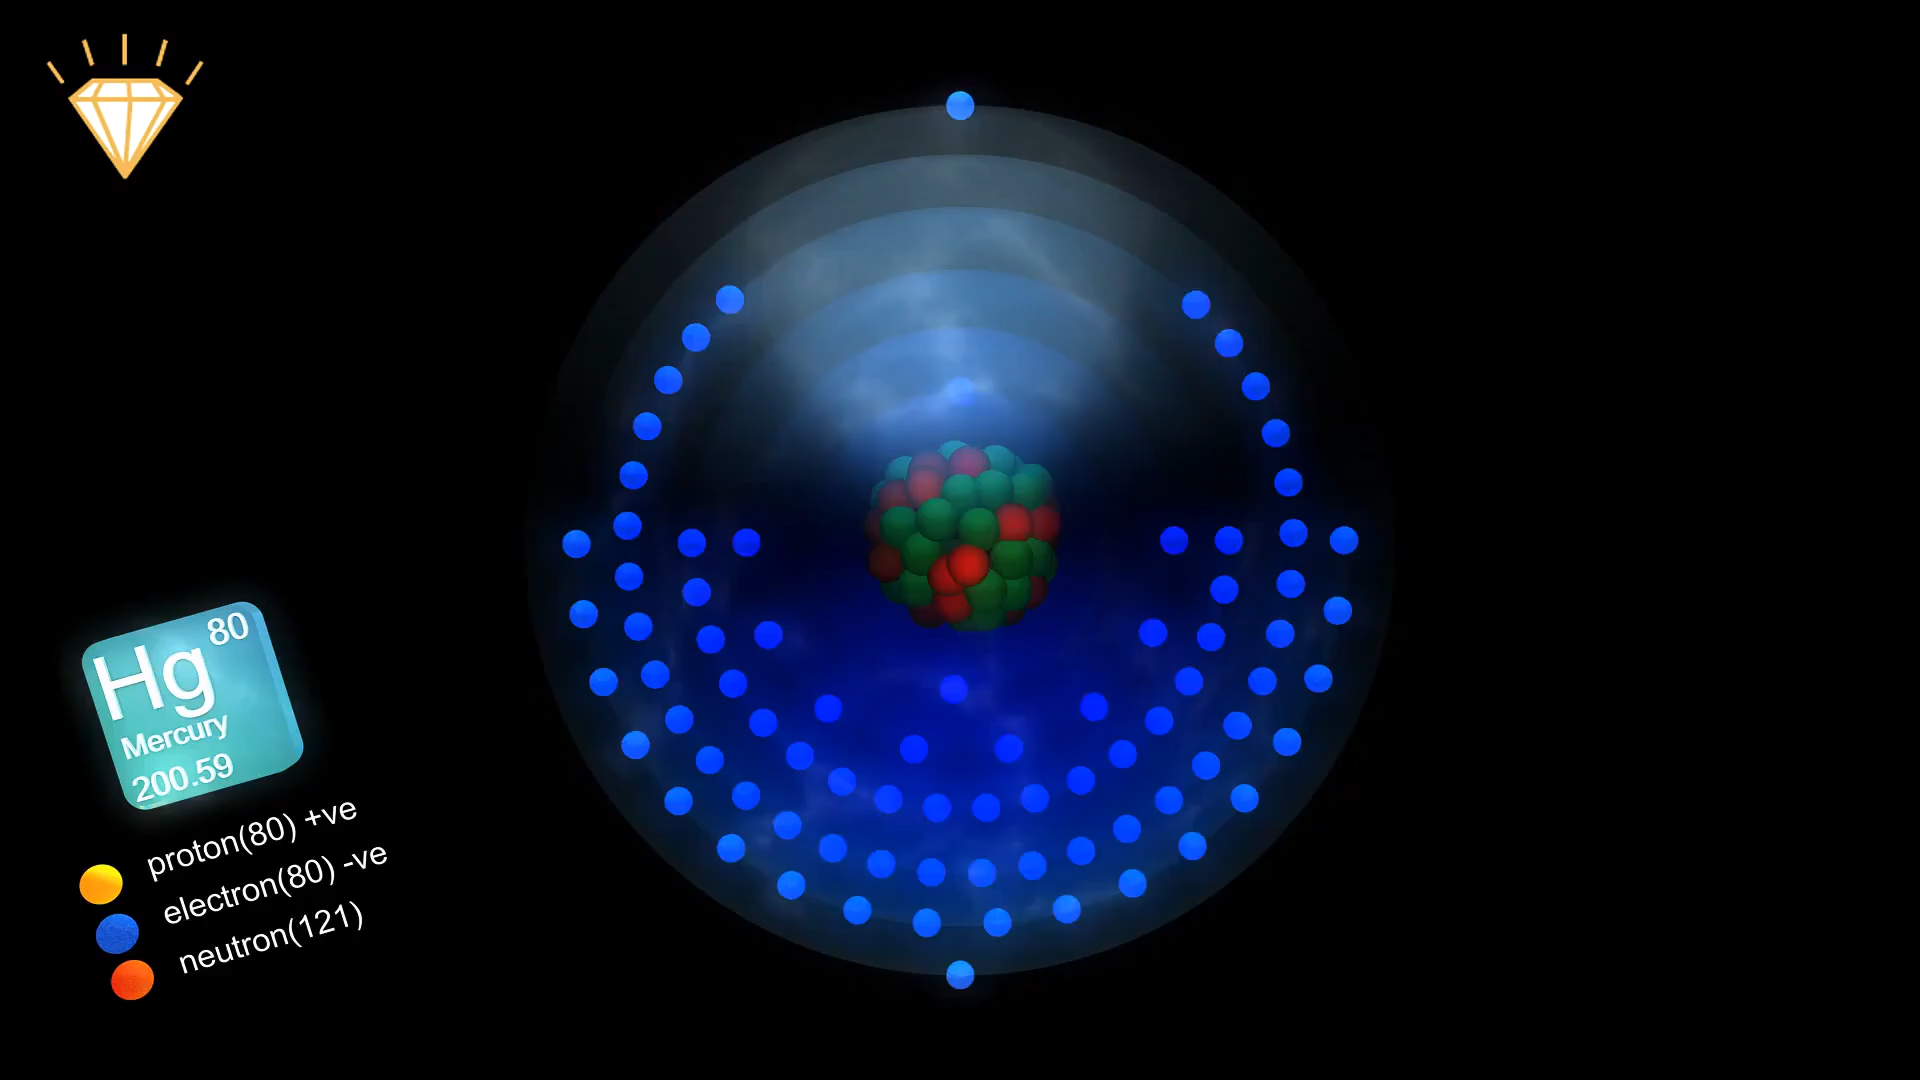 80
Hg
Mercury
200.59
proton(80) +ve
electron(80) -ve
neutron(121)